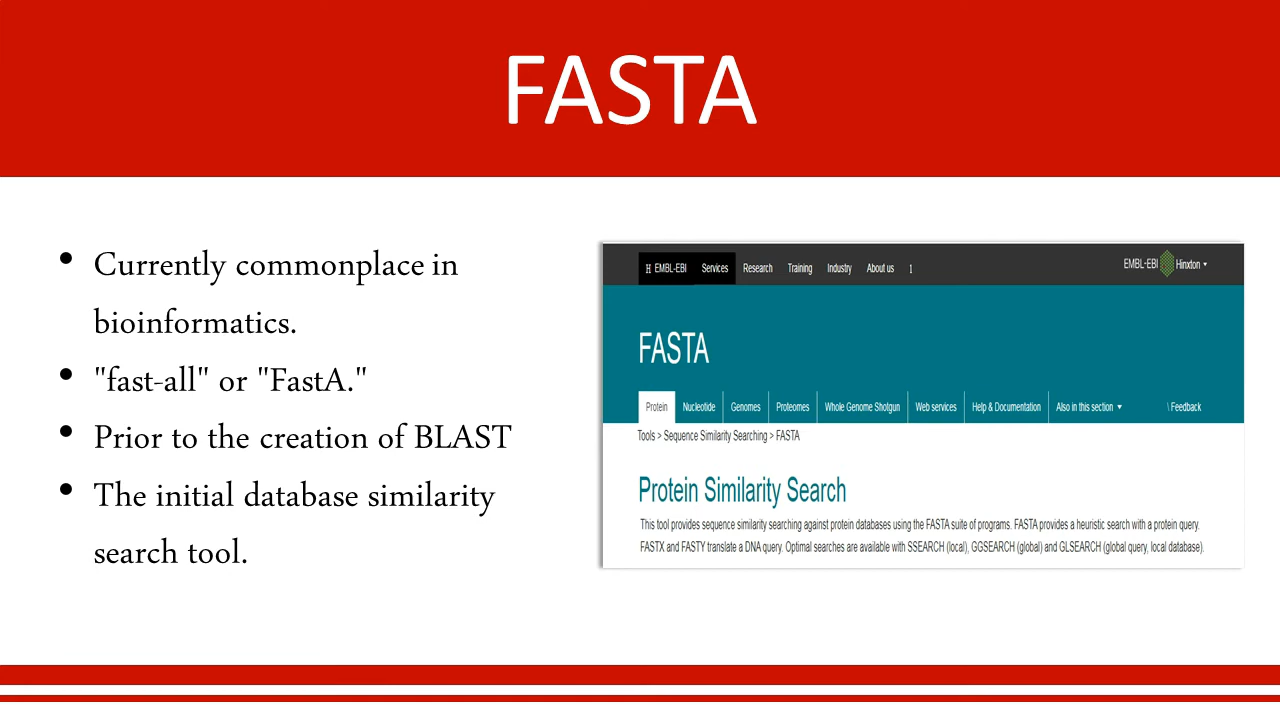 FASTA
Currently commonplace in
bioinformatics.
"fast-all" or "FastA."
Prior to the creation of BLAST
The initial database similarity
search tool.
EMBL-EBI Services Research Training Industry About us EMBL-EBI Hinxton
FASTA
Protein Nucleotide Genomes Proteomes Whole Genome Shotgun Web services Help & Documentation Also in this section Feedback
Tools > Sequence Similarity Searching > FASTA
Protein Similarity Search
This tool provides sequence similarity searching against protein databases using the FASTA suite of programs. FASTA provides a heuristic search with a protein query.
FASTX and FASTY translate a DNA query. Optimal searches are available with SSEARCH (local), GGSEARCH (global) and GLSEARCH (global query, local database).